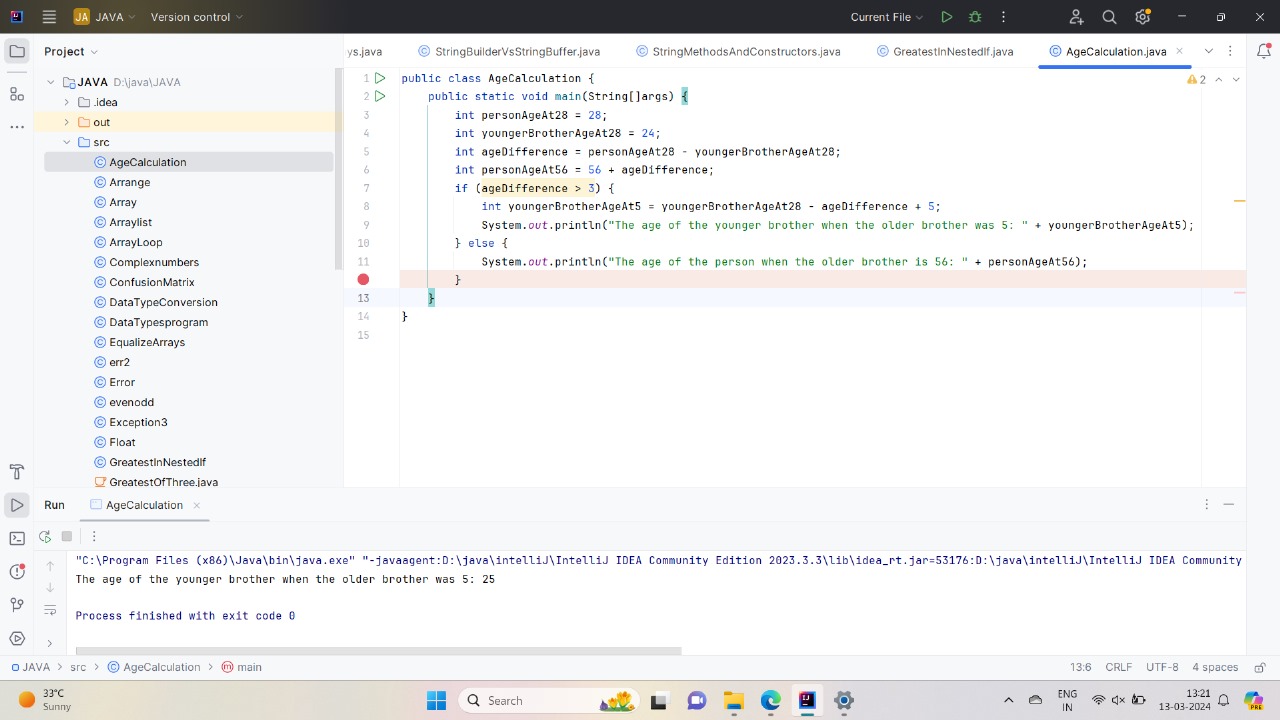 JA JAVA Version control Current File
Project
ys.java StringBuilderVsStringBuffer.java StringMethodsAndConstructors.java GreatestInNestedIf.java AgeCalculation.java
JAVA D:\java\JAVA
.idea
out
src
AgeCalculation
Arrange
Array
Arraylist
ArrayLoop
Complexnumbers
ConfusionMatrix
DataTypeConversion
DataTypesprogram
EqualizeArrays
err2
Error
evenodd
Exception3
Float
GreatestInNestedIf
GreatestOfThree.java
2
1 public class AgeCalculation {
2 public static void main(String[]args) {
3 int personAgeAt28 = 28;
4 int youngerBrotherAgeAt28 = 24;
5 int ageDifference = personAgeAt28 - youngerBrotherAgeAt28;
6 int personAgeAt56 = 56 + ageDifference;
7 if (ageDifference > 3) {
8 int youngerBrotherAgeAt5 = youngerBrotherAgeAt28 - ageDifference + 5;
9 System.out.println("The age of the younger brother when the older brother was 5: " + youngerBrotherAgeAt5);
10 } else {
11 System.out.println("The age of the person when the older brother is 56: " + personAgeAt56);
}
13 }
14 }
15
Run AgeCalculation
"C:\Program Files (x86)\Java\bin\java.exe" "-javaagent:D:\java\intelliJ\IntelliJ IDEA Community Edition 2023.3.3\lib\idea_rt.jar=53176:D:\java\intelliJ\IntelliJ IDEA Community
The age of the younger brother when the older brother was 5: 25
Process finished with exit code 0
JAVA > src > AgeCalculation > main 13:6 CRLF UTF-8 4 spaces
33°C
Sunny
Search
ENG
IN
13:21
13-03-2024
PRE